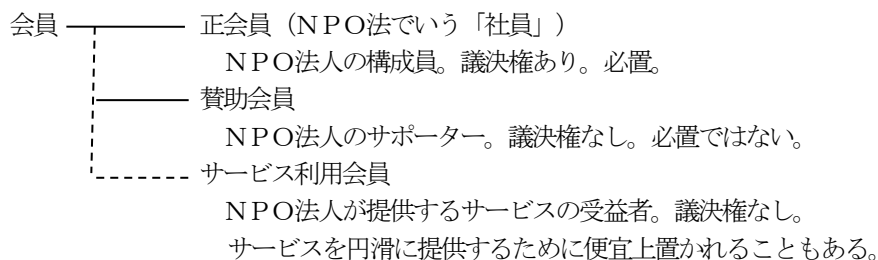 会員 正会員（ＮＰＯ法でいう「社員」）
ＮＰＯ法人の構成員。議決権あり。必置。
賛助会員
ＮＰＯ法人のサポーター。議決権なし。必置ではない。
サービス利用会員
ＮＰＯ法人が提供するサービスの受益者。議決権なし。
サービスを円滑に提供するために便宜上置かれることもある。